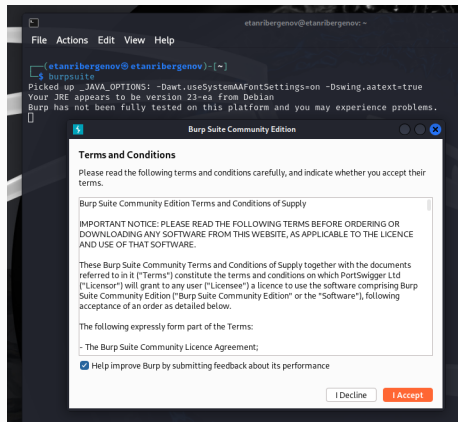 etanribergenov@etanribergenov: ~
File Actions Edit View Help
(etanribergenov㉿etanribergenov)-[~]
$ burpsuite
Picked up _JAVA_OPTIONS: -Dawt.useSystemAAFontSettings=on -Dswing.aatext=true
Your JRE appears to be version 23-ea from Debian
Burp has not been fully tested on this platform and you may experience problems.
Burp Suite Community Edition
Terms and Conditions
Please read the following terms and conditions carefully, and indicate whether you accept their
terms.
Burp Suite Community Edition Terms and Conditions of Supply
IMPORTANT NOTICE: PLEASE READ THE FOLLOWING TERMS BEFORE ORDERING OR
DOWNLOADING ANY SOFTWARE FROM THIS WEBSITE, AS APPLICABLE TO THE LICENCE
AND USE OF THAT SOFTWARE.
These Burp Suite Community Terms and Conditions of Supply together with the documents
referred to in it ("Terms") constitute the terms and conditions on which PortSwigger Ltd
("Licensor") will grant to any user ("Licensee") a licence to use the software comprising Burp
Suite Community Edition ("Burp Suite Community Edition" or the "Software"), following
acceptance of an order as detailed below.
The following expressly form part of the Terms:
- The Burp Suite Community Licence Agreement;
Help improve Burp by submitting feedback about its performance
I Decline
I Accept